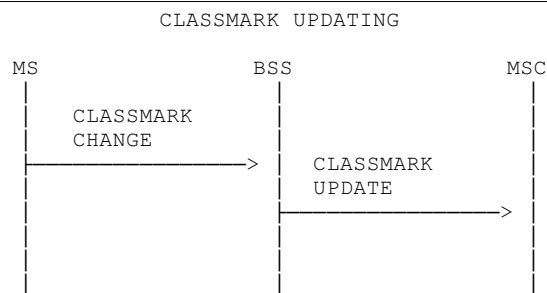 CLASSMARK UPDATING
MS BSS MSC
CLASSMARK
CHANGE
CLASSMARK
UPDATE